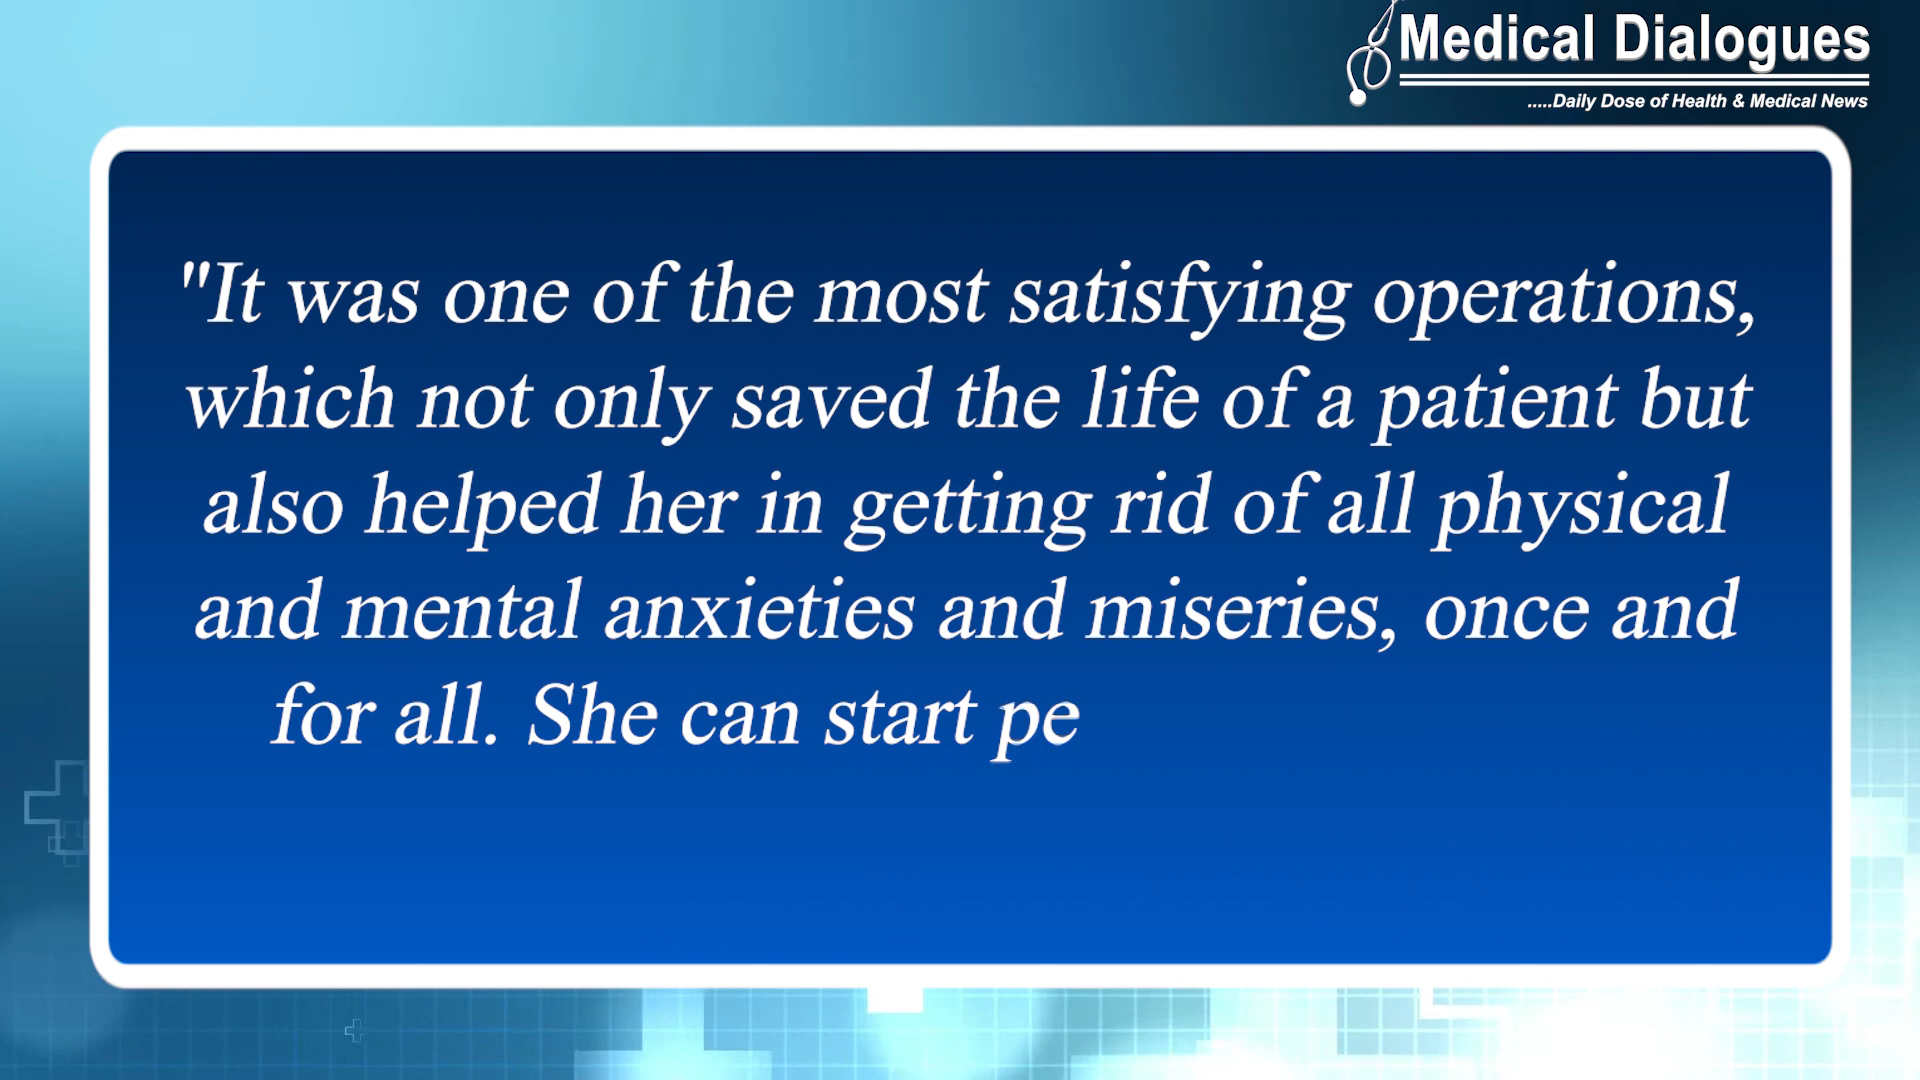 Medical Dialogues
.....Daily Dose of Health & Medical News
"It was one of the most satisfying operations,
which not only saved the life of a patient but
also helped her in getting rid of all physical
and mental anxieties and miseries, once and
for all. She can start pe